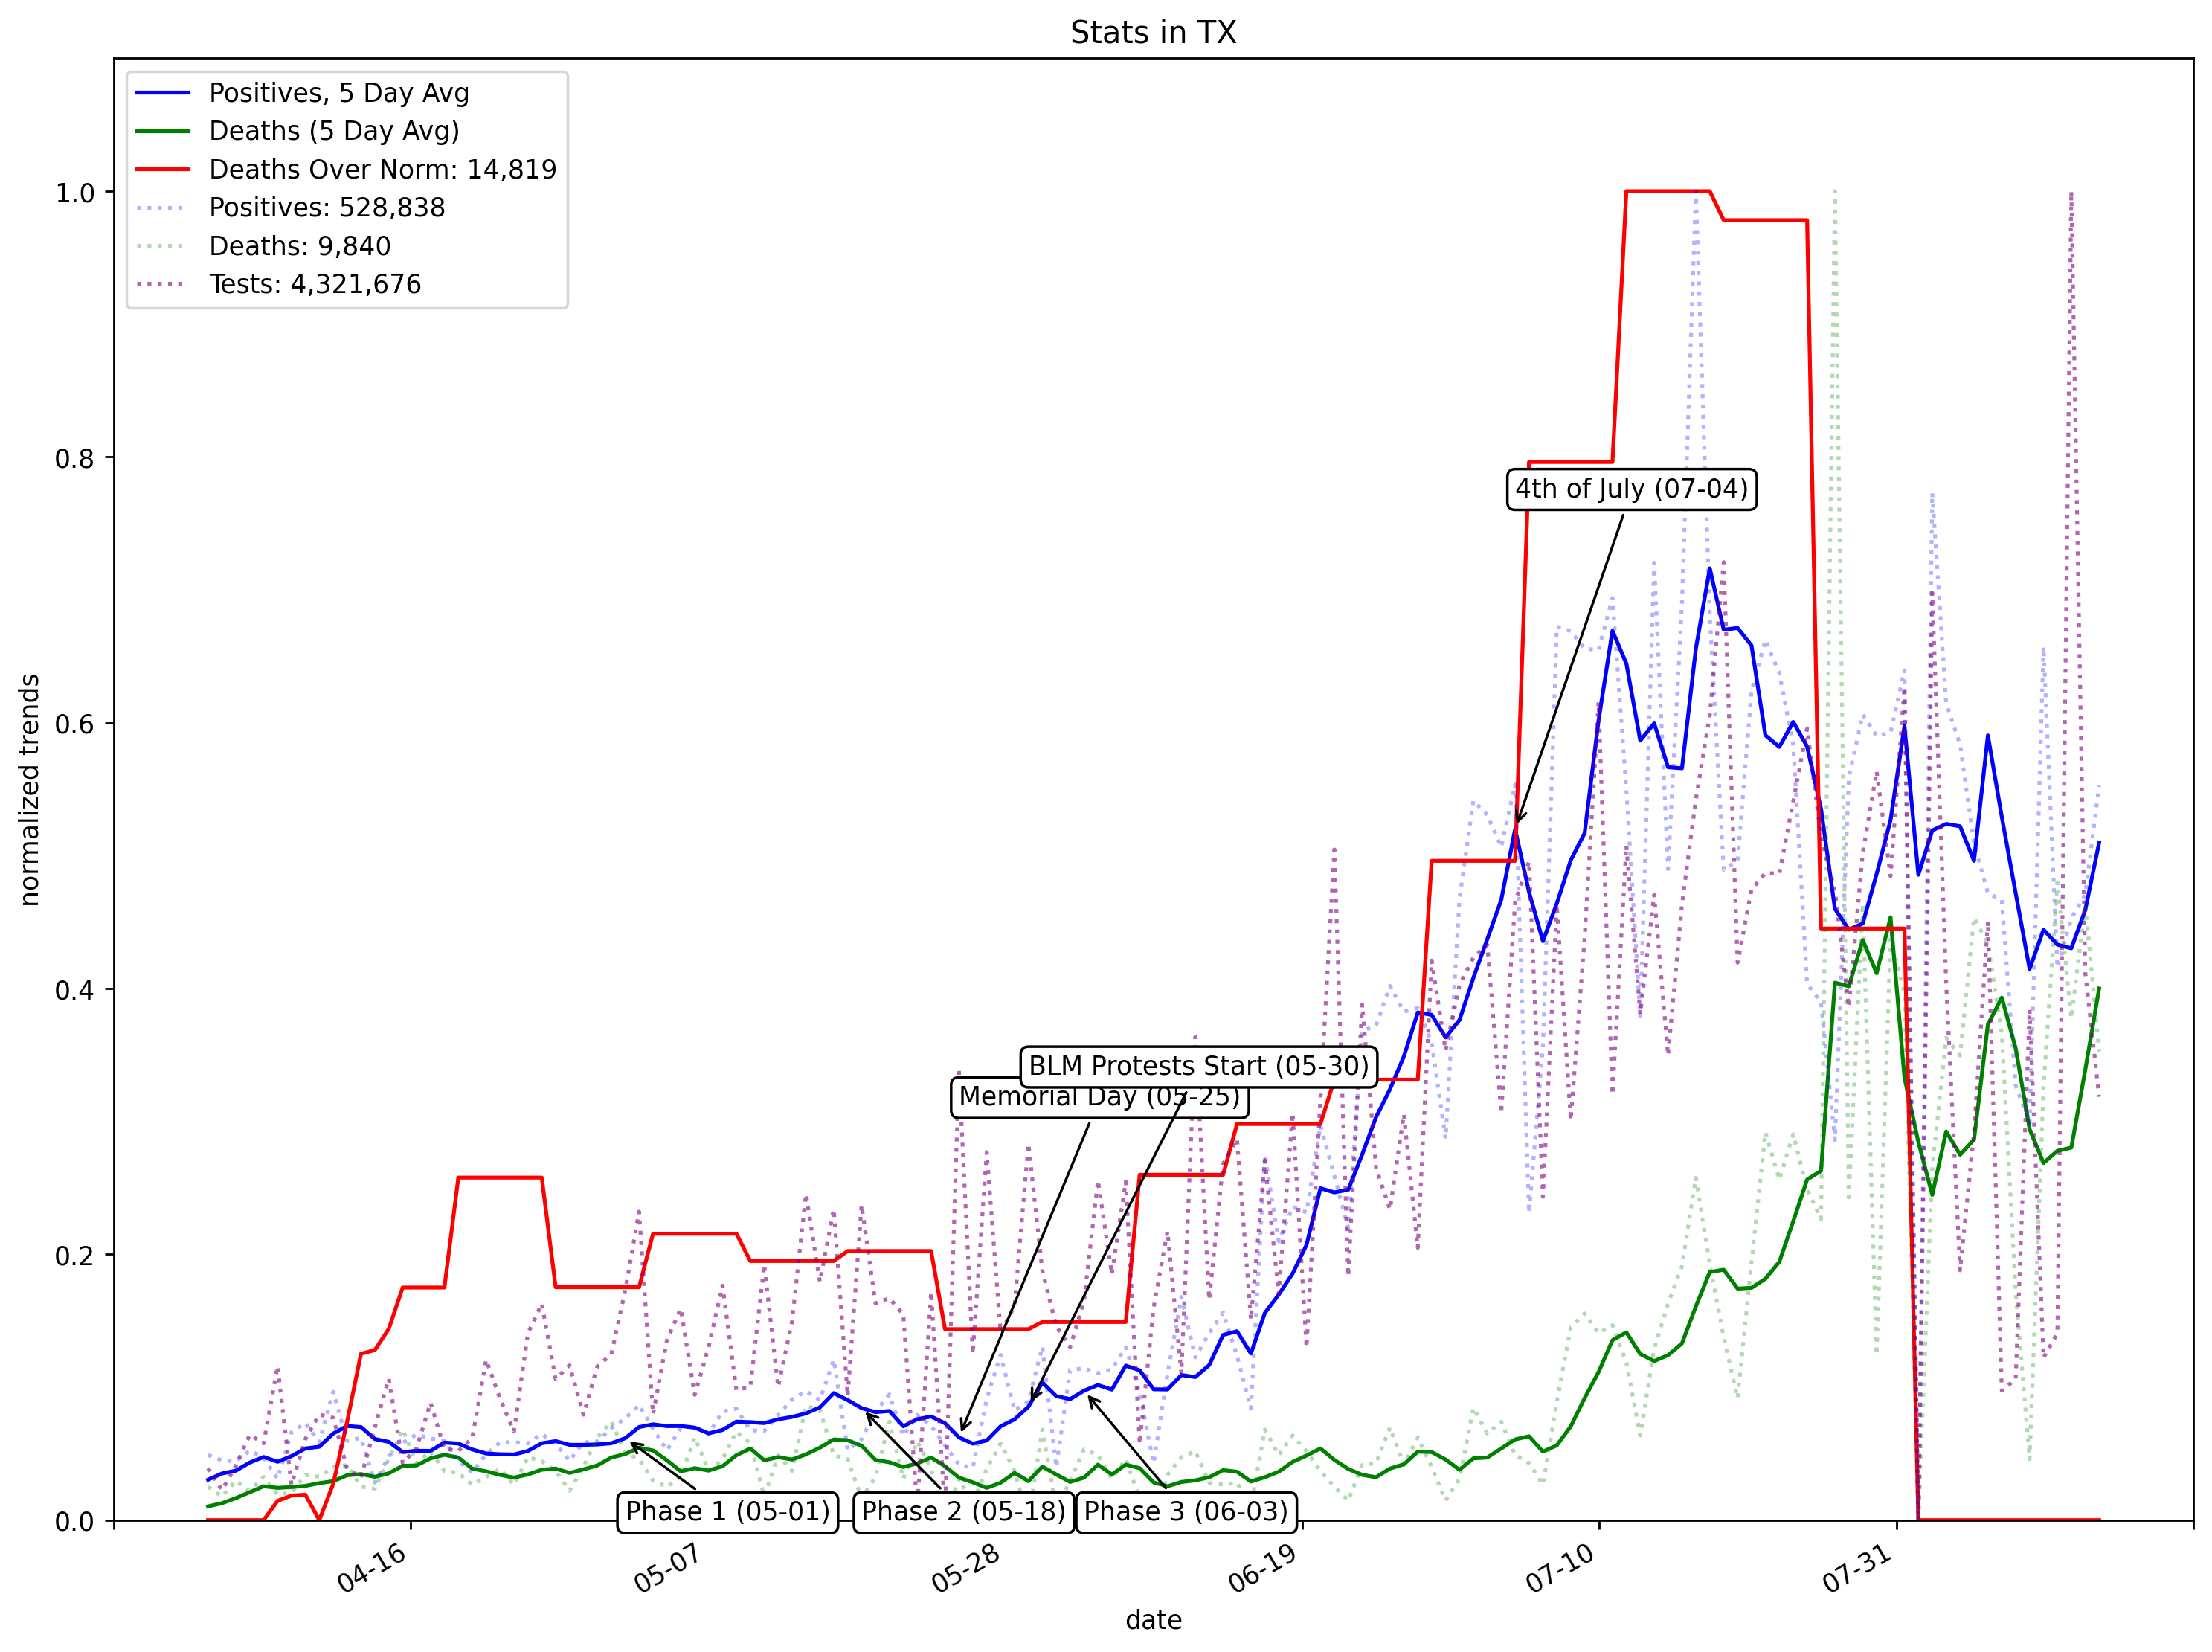 Stats in TX
Positives, 5 Day Avg
Deaths (5 Day Avg)
Deaths Over Norm: 14,819
Positives: 528,838
Deaths: 9,840
Tests: 4,321,676
normalized trends
1.0
0.8
0.6
0.4
0.2
0.0
4th of July (07-04)
BLM Protests Start (05-30)
Memorial Day (05-25)
Phase 1 (05-01)
Phase 2 (05-18)
Phase 3 (06-03)
04-16
05-07
05-28
06-19
07-10
07-31
date